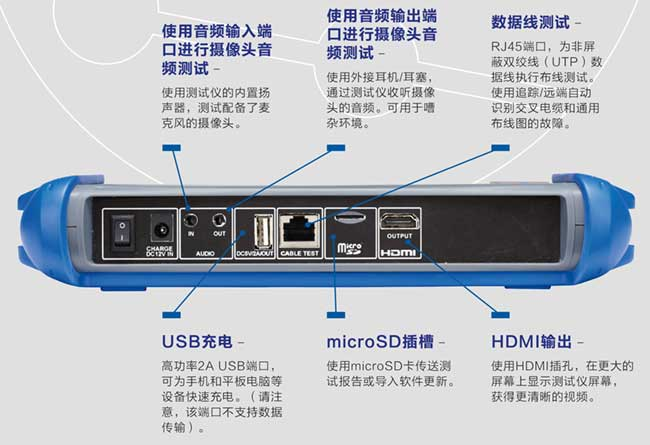 使用音频输入端
口进行摄像头音
频测试 –
使用测试仪的内置扬
声器，测试配备了麦
克风的摄像头。
使用音频输出端
口进行摄像头音
频测试 –
使用外接耳机/耳塞，
通过测试仪收听摄像
头的音频。可用于嘈
杂环境。
数据线测试 –
RJ45端口，为非屏
蔽双绞线（UTP）数
据线执行布线测试。
使用追踪/远端自动
识别交叉电缆和通用
布线图的故障。
CHARGE
DC12V IN
IN
OUT
AUDIO
DC5V/2A/OUT
CABLE TEST
micro
SD
OUTPUT
HDMI
USB充电 –
高功率2A USB端口，
可为手机和平板电脑等
设备快速充电。（请注
意，该端口不支持数据
传输）。
microSD插槽 –
使用microSD卡传送测
试报告或导入软件更新。
HDMI输出 –
使用HDMI插孔，在更大的
屏幕上显示测试仪屏幕，
获得更清晰的视频。